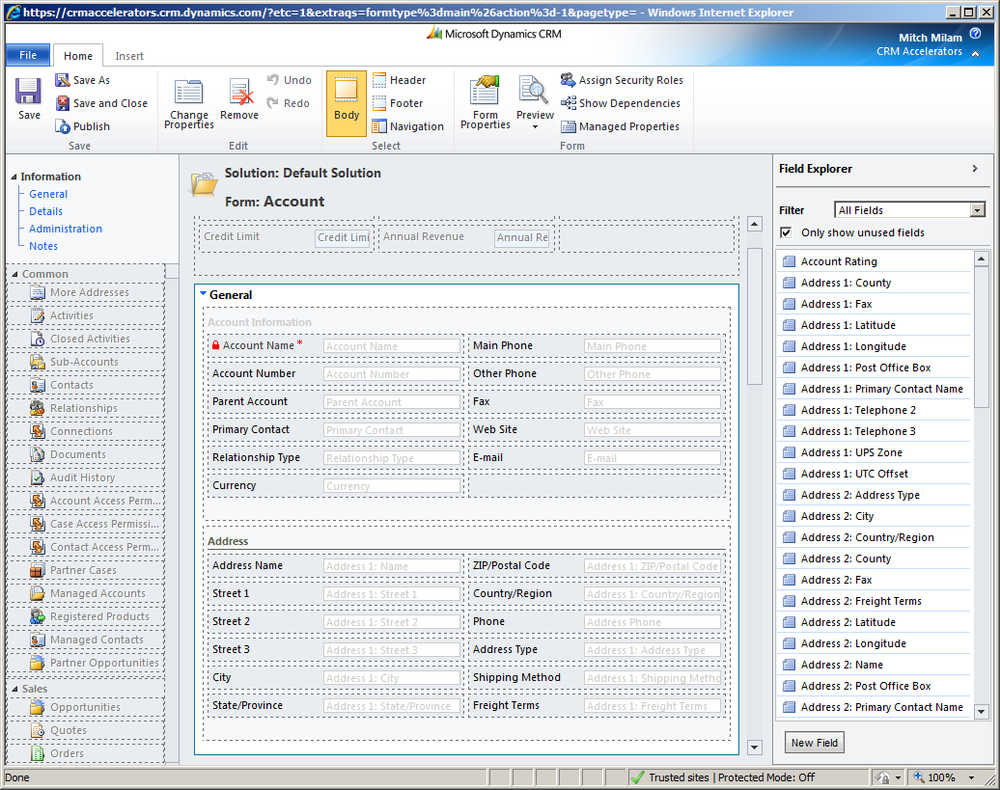 https://crmaccelerators.crm.dynamics.com/?etc=1&extraqs=formtype%3dmain%26action%3d-1&pagetype= - Windows Internet Explorer
Microsoft Dynamics CRM
Mitch Milam
CRM Accelerators
File
Home
Insert
Save
Save As
Save and Close
Publish
Save
Change Properties
Remove
Undo
Redo
Edit
Body
Header
Footer
Navigation
Select
Form Properties
Preview
Assign Security Roles
Show Dependencies
Managed Properties
Form
Information
General
Details
Administration
Notes
Common
More Addresses
Activities
Closed Activities
Sub-Accounts
Contacts
Relationships
Connections
Documents
Audit History
Account Access Perm...
Case Access Permissi...
Contact Access Perm...
Partner Cases
Managed Accounts
Registered Products
Managed Contacts
Partner Opportunities
Sales
Opportunities
Quotes
Orders
Solution: Default Solution
Form: Account
Credit Limit Credit Limi Annual Revenue Annual Re
General
Account Information
Account Name * Account Name Main Phone Main Phone
Account Number Account Number Other Phone Other Phone
Parent Account Parent Account Fax Fax
Primary Contact Primary Contact Web Site Web Site
Relationship Type Relationship Type E-mail E-mail
Currency Currency
Address
Address Name Address 1: Name ZIP/Postal Code Address 1: ZIP/Postal Code
Street 1 Address 1: Street 1 Country/Region Address 1: Country/Region
Street 2 Address 1: Street 2 Phone Address Phone
Street 3 Address 1: Street 3 Address Type Address 1: Address Type
City Address 1: City Shipping Method Address 1: Shipping Metho
State/Province Address 1: State/Province Freight Terms Address 1: Freight Terms
Field Explorer
Filter All Fields
Only show unused fields
Account Rating
Address 1: County
Address 1: Fax
Address 1: Latitude
Address 1: Longitude
Address 1: Post Office Box
Address 1: Primary Contact Name
Address 1: Telephone 2
Address 1: Telephone 3
Address 1: UPS Zone
Address 1: UTC Offset
Address 2: Address Type
Address 2: City
Address 2: Country/Region
Address 2: County
Address 2: Fax
Address 2: Freight Terms
Address 2: Latitude
Address 2: Longitude
Address 2: Name
Address 2: Post Office Box
Address 2: Primary Contact Name
New Field
Done
Trusted sites | Protected Mode: Off
100%